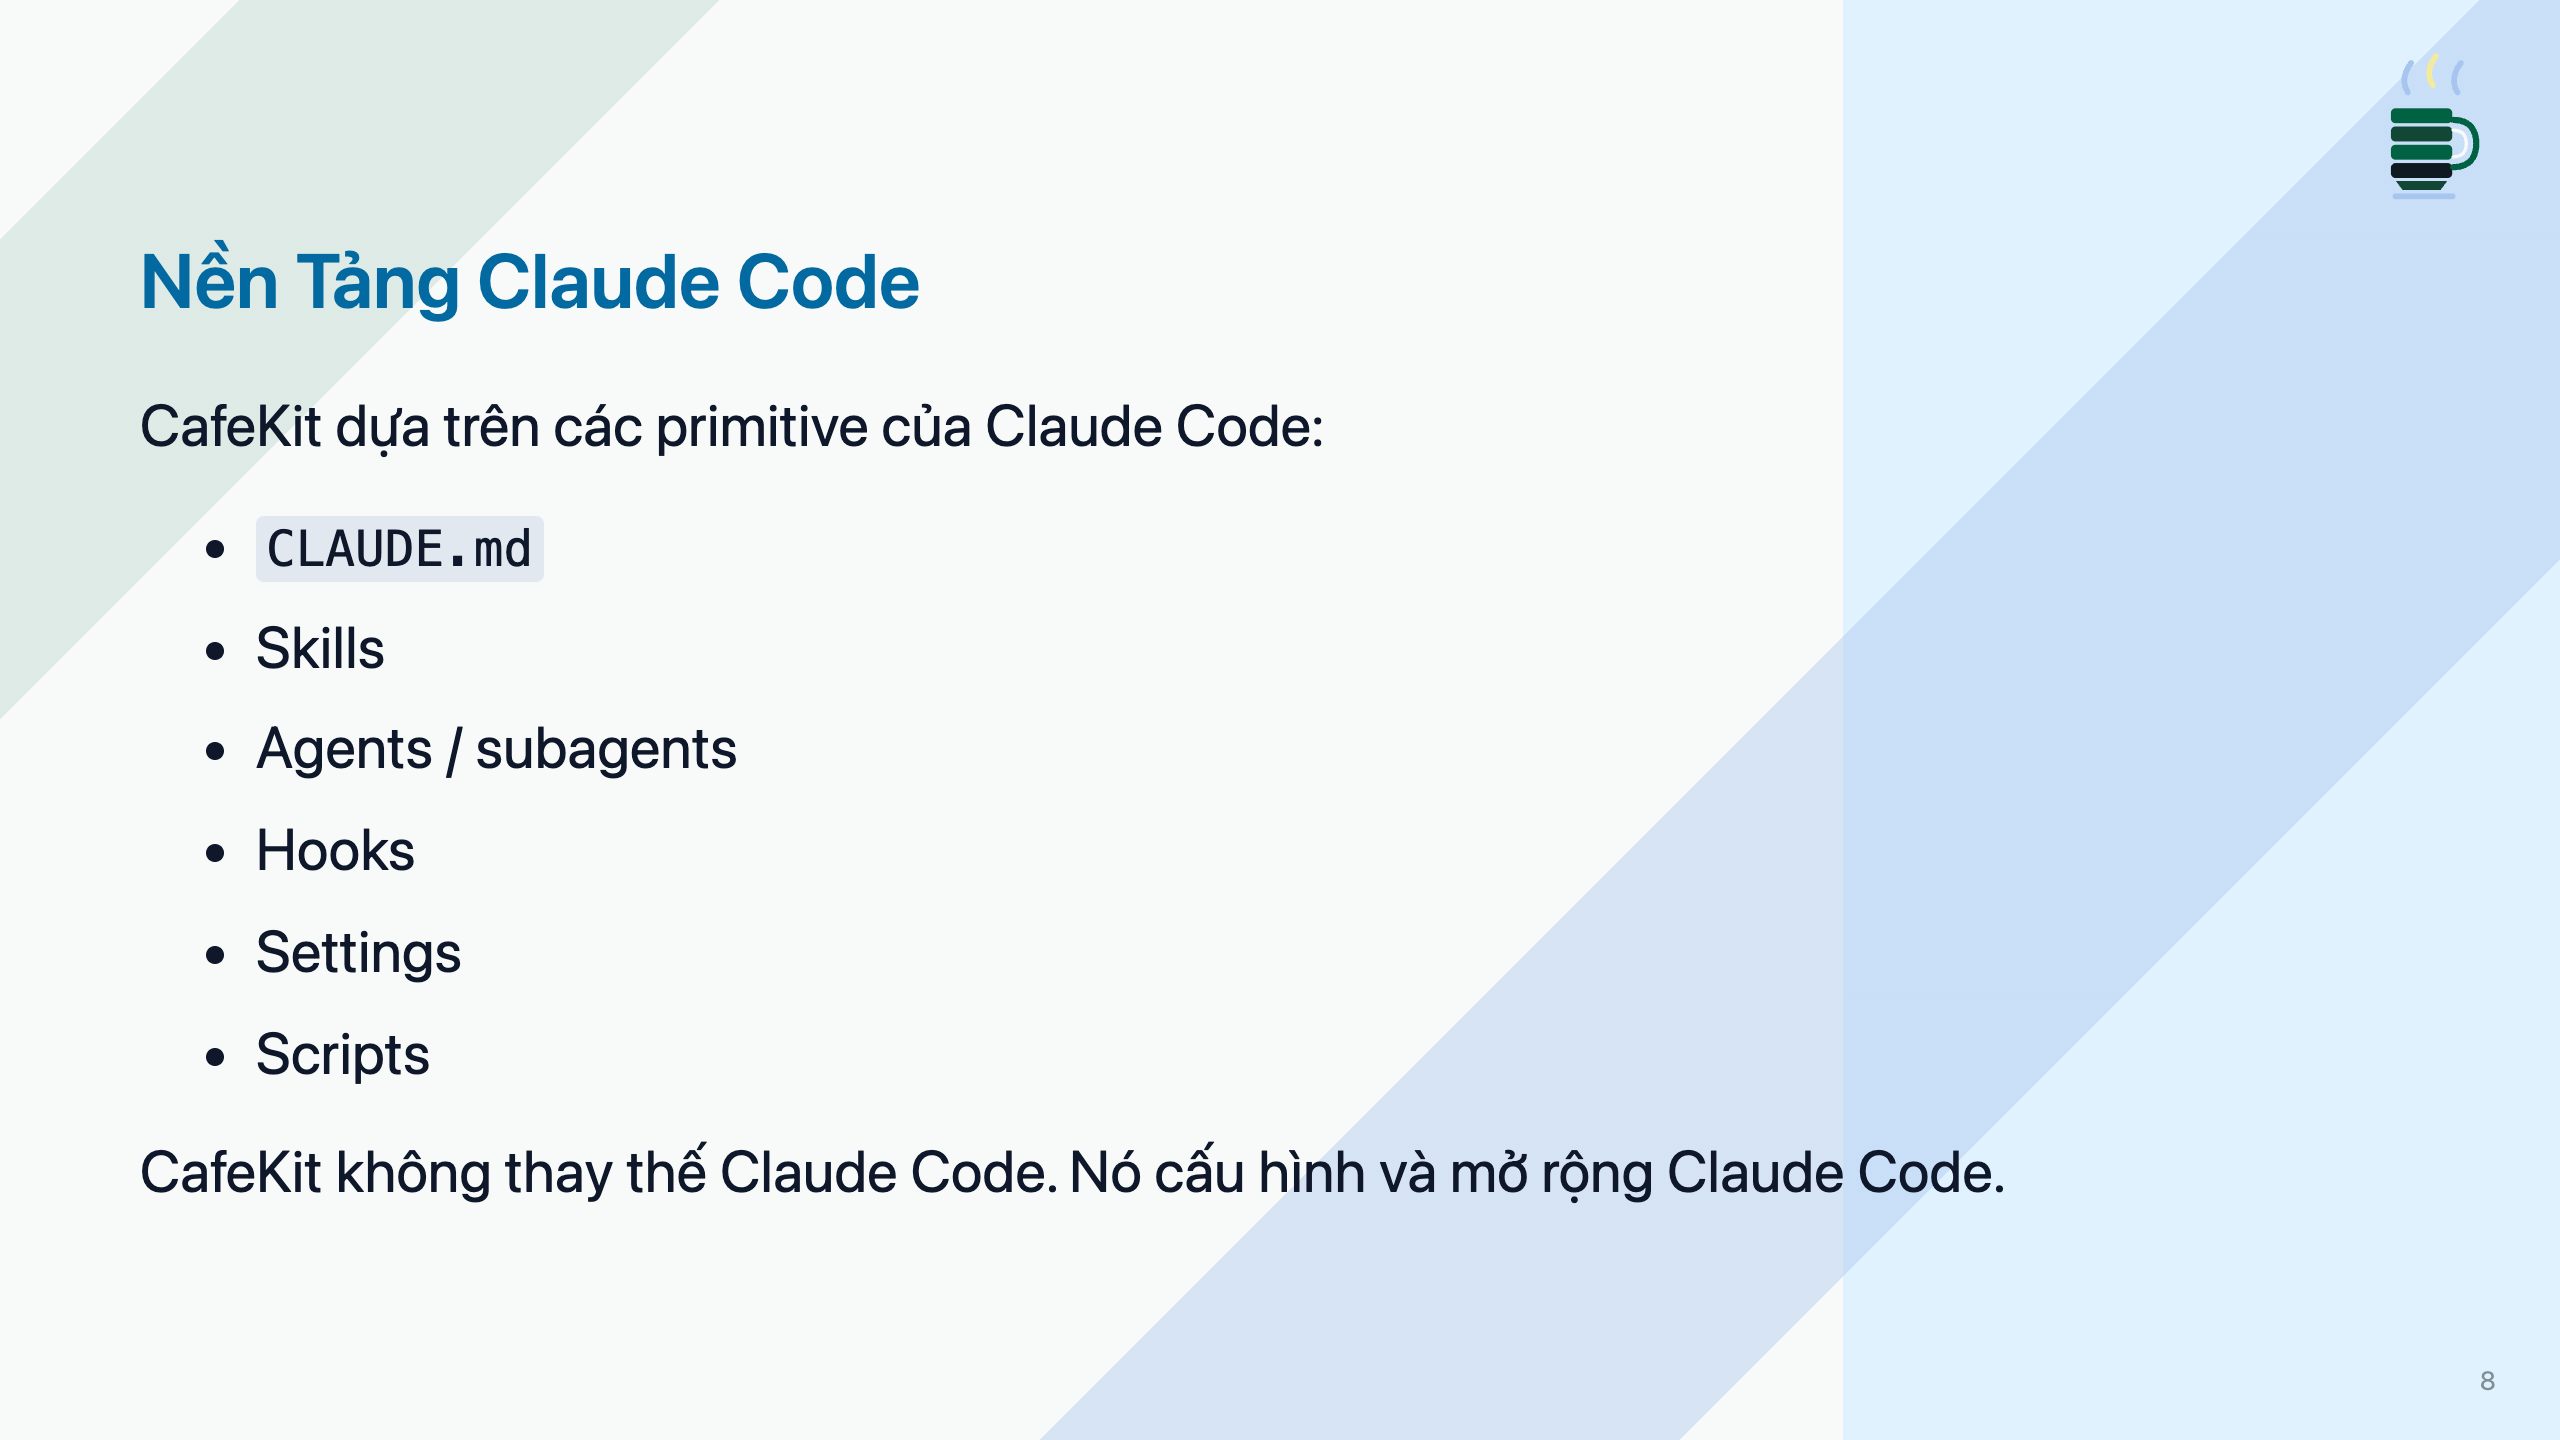 Nền Tảng Claude Code
CafeKit dựa trên các primitive của Claude Code:
• CLAUDE.md
• Skills
• Agents / subagents
• Hooks
• Settings
• Scripts
CafeKit không thay thế Claude Code. Nó cấu hình và mở rộng Claude Code.
8